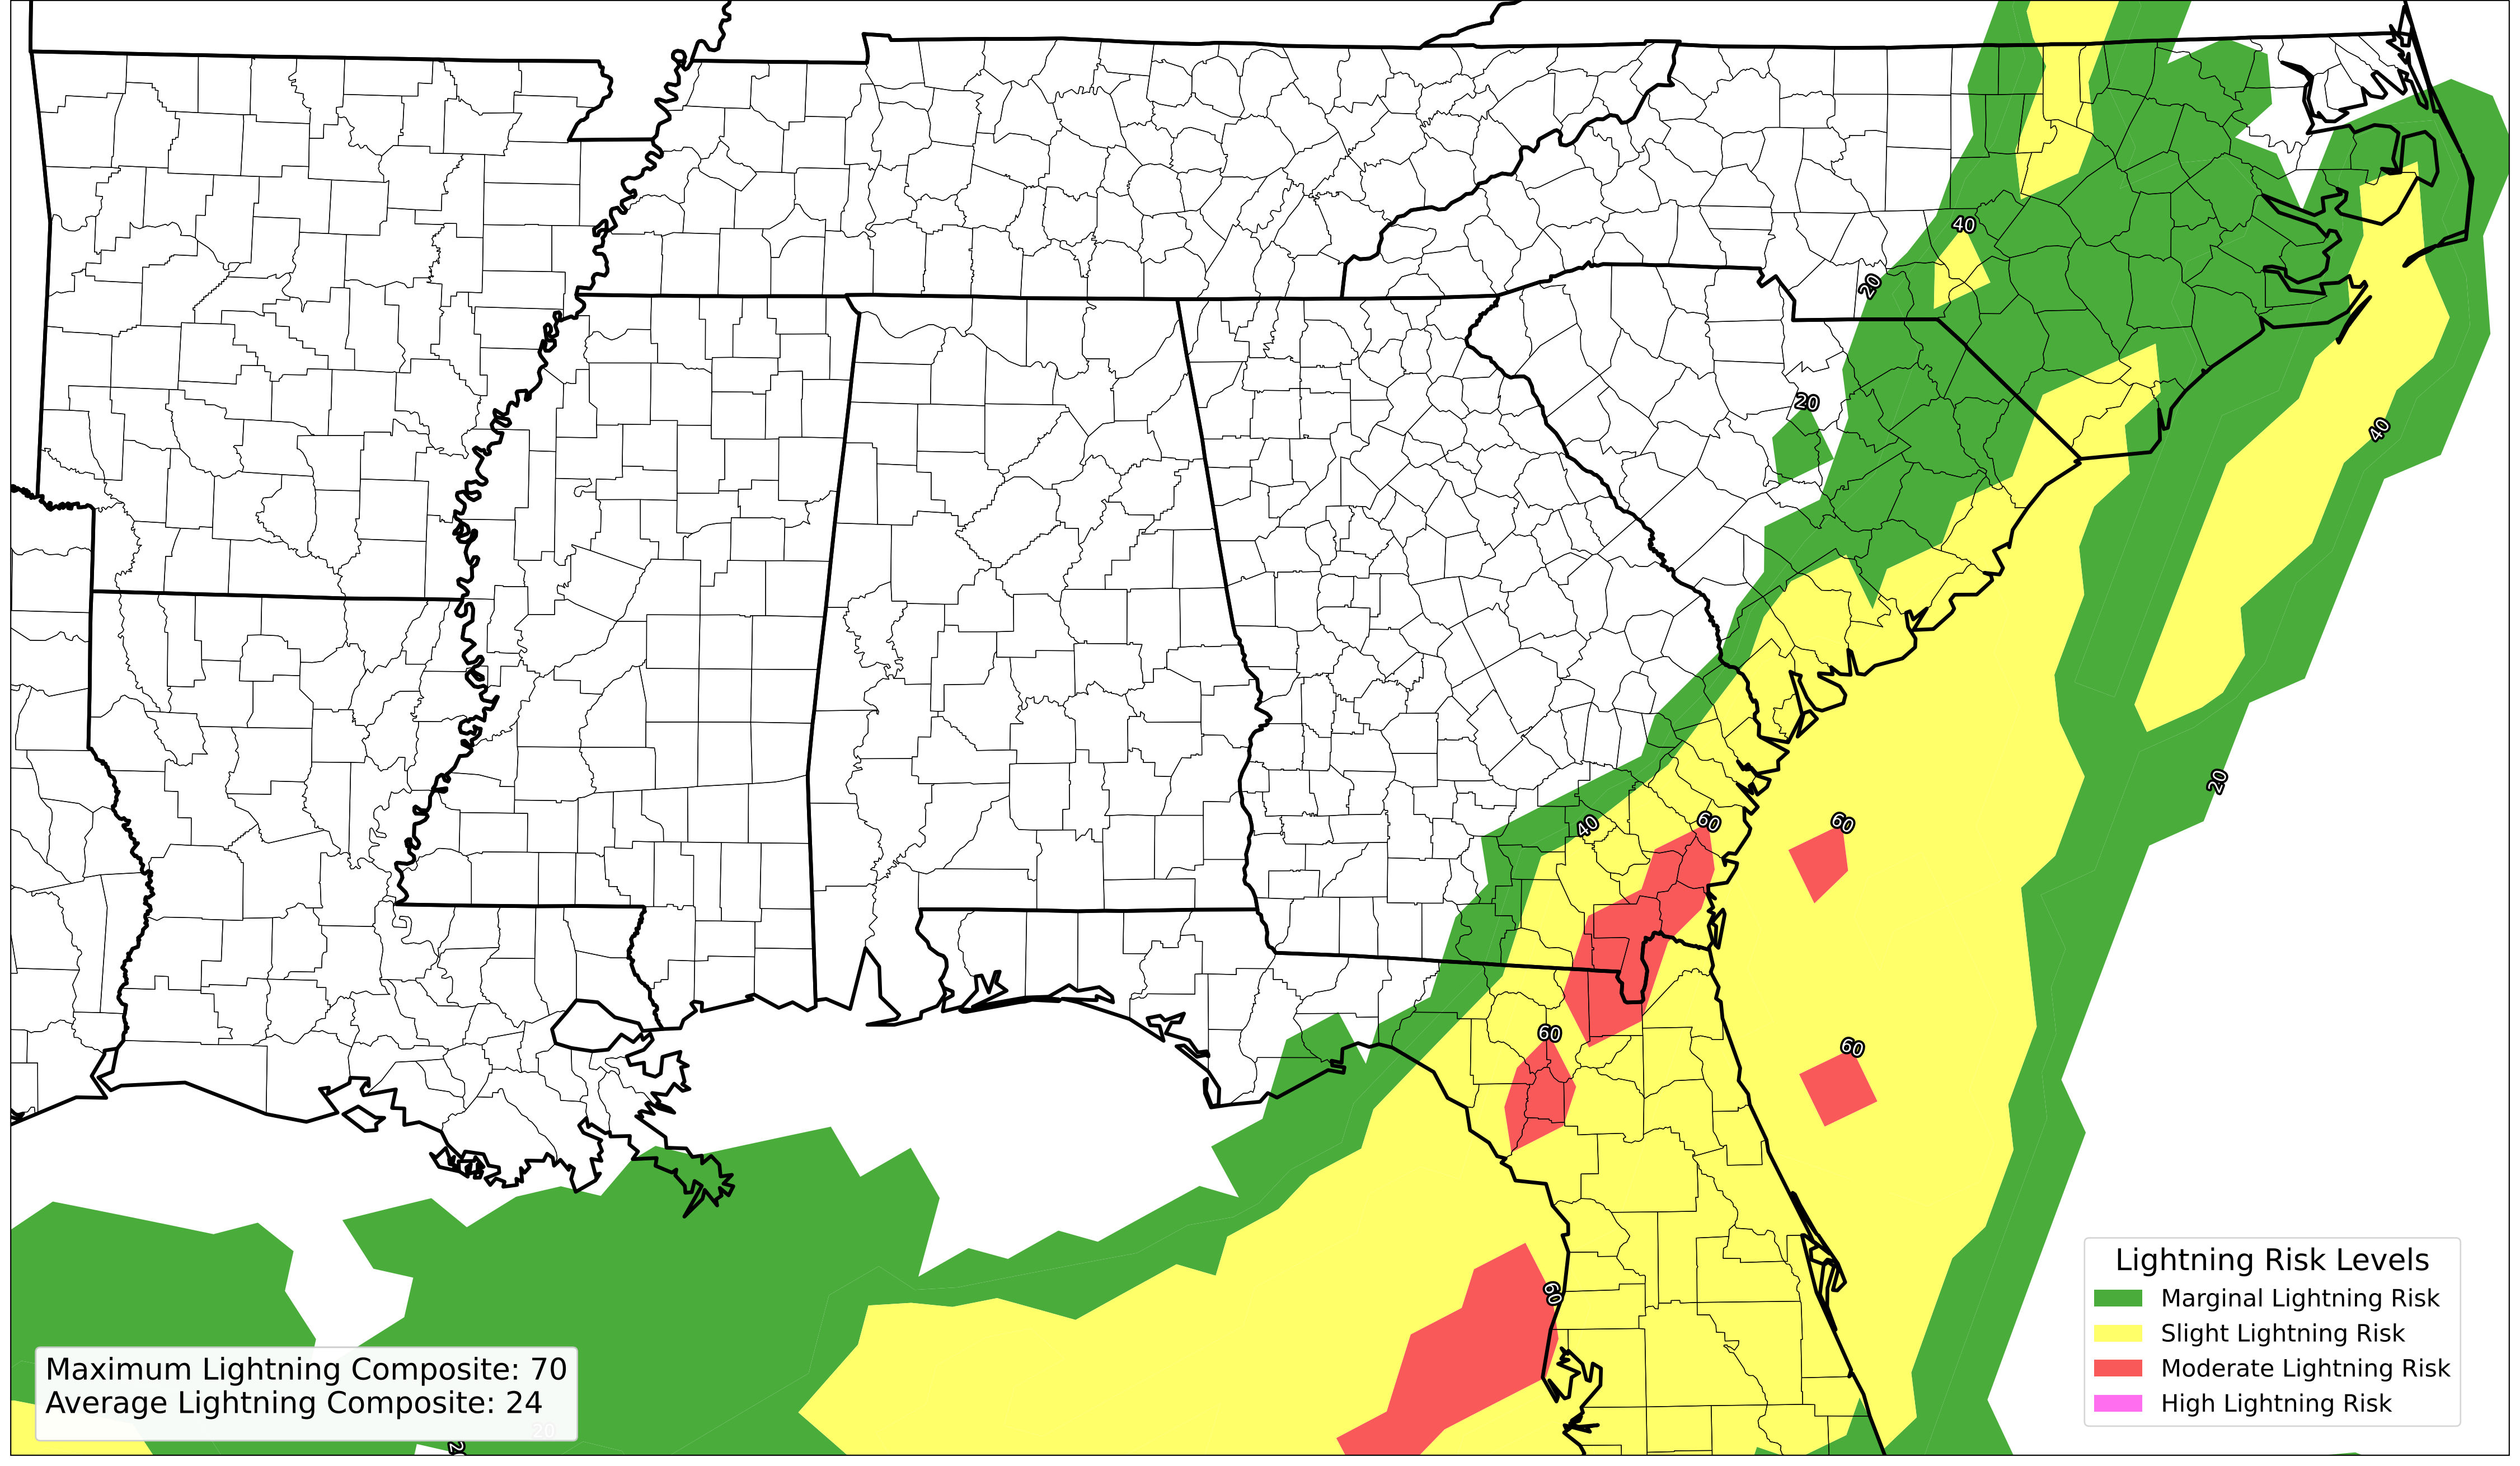 40
20
20
40
20
40
60
60
60
60
60
Lightning Risk Levels
Marginal Lightning Risk
Slight Lightning Risk
Moderate Lightning Risk
High Lightning Risk
Maximum Lightning Composite: 70
Average Lightning Composite: 24
20